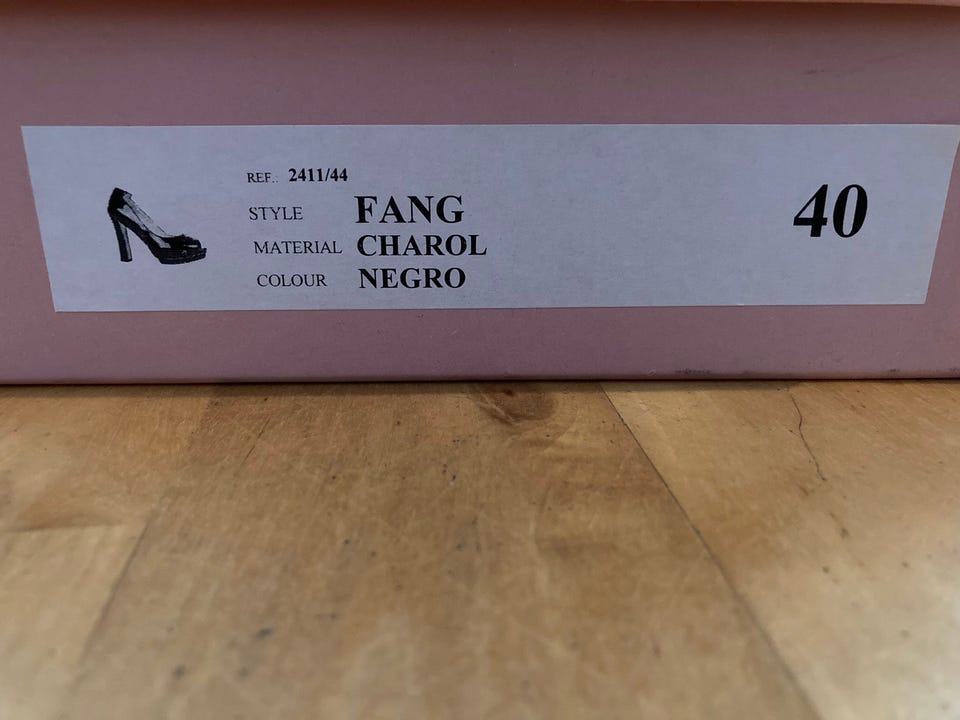 REF.: 2411/44
STYLE FANG
MATERIAL CHAROL
COLOUR NEGRO
40